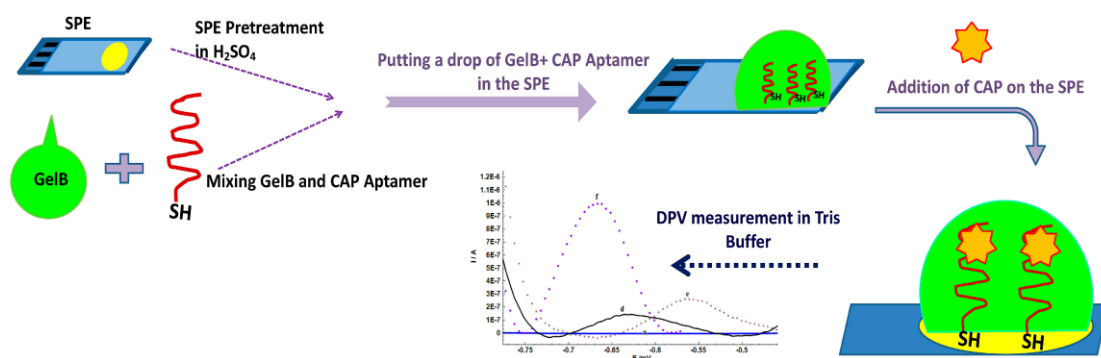 SPE
SPE Pretreatment
in H₂SO₄
GelB
SH
Mixing GelB and CAP Aptamer
Putting a drop of GelB+ CAP Aptamer
in the SPE
SH SH SH
Addition of CAP on the SPE
DPV measurement in Tris
Buffer
I / A
1.2E-6
1.1E-6
1E-6
9E-7
8E-7
7E-7
6E-7
5E-7
4E-7
3E-7
2E-7
1E-7
0
f
d
e
-0.75 -0.7 -0.65 -0.6 -0.55 -0.5
SH SH